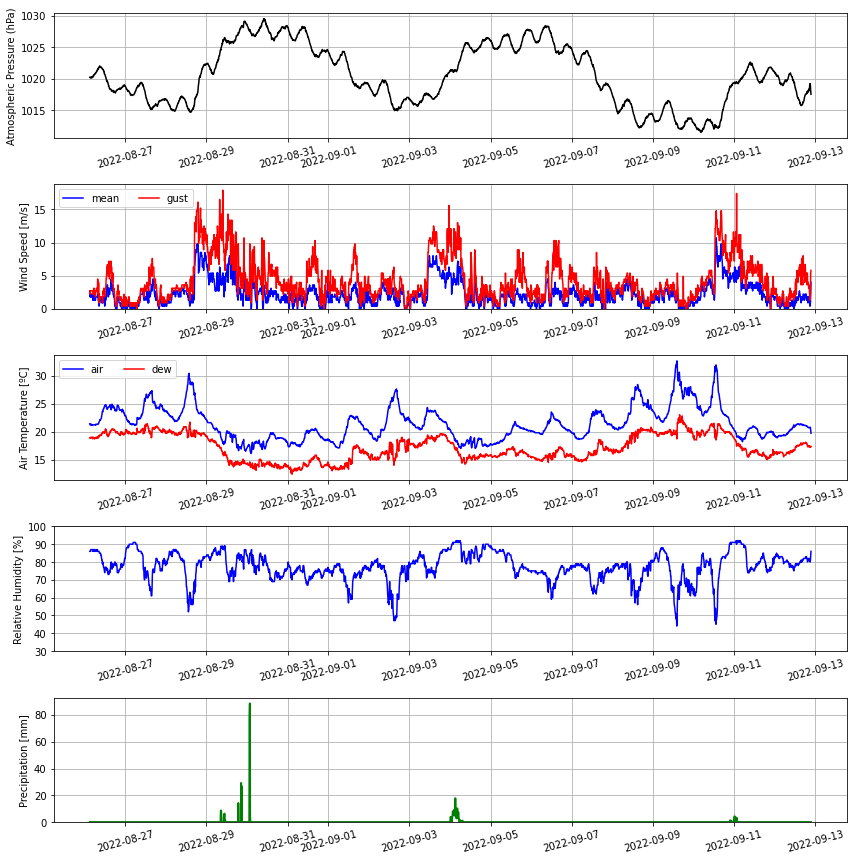 Atmospheric Pressure (hPa)
1030
1025
1020
1015
2022-08-27 2022-08-29 2022-08-31 2022-09-01 2022-09-03 2022-09-05 2022-09-07 2022-09-09 2022-09-11 2022-09-13
Wind Speed [m/s]
mean gust
15
10
5
0
2022-08-27 2022-08-29 2022-08-31 2022-09-01 2022-09-03 2022-09-05 2022-09-07 2022-09-09 2022-09-11 2022-09-13
Air Temperature [ºC]
air dew
30
25
20
15
2022-08-27 2022-08-29 2022-08-31 2022-09-01 2022-09-03 2022-09-05 2022-09-07 2022-09-09 2022-09-11 2022-09-13
Relative Humidity [%]
100
90
80
70
60
50
40
30
2022-08-27 2022-08-29 2022-08-31 2022-09-01 2022-09-03 2022-09-05 2022-09-07 2022-09-09 2022-09-11 2022-09-13
Precipitation [mm]
80
60
40
20
0
2022-08-27 2022-08-29 2022-08-31 2022-09-01 2022-09-03 2022-09-05 2022-09-07 2022-09-09 2022-09-11 2022-09-13